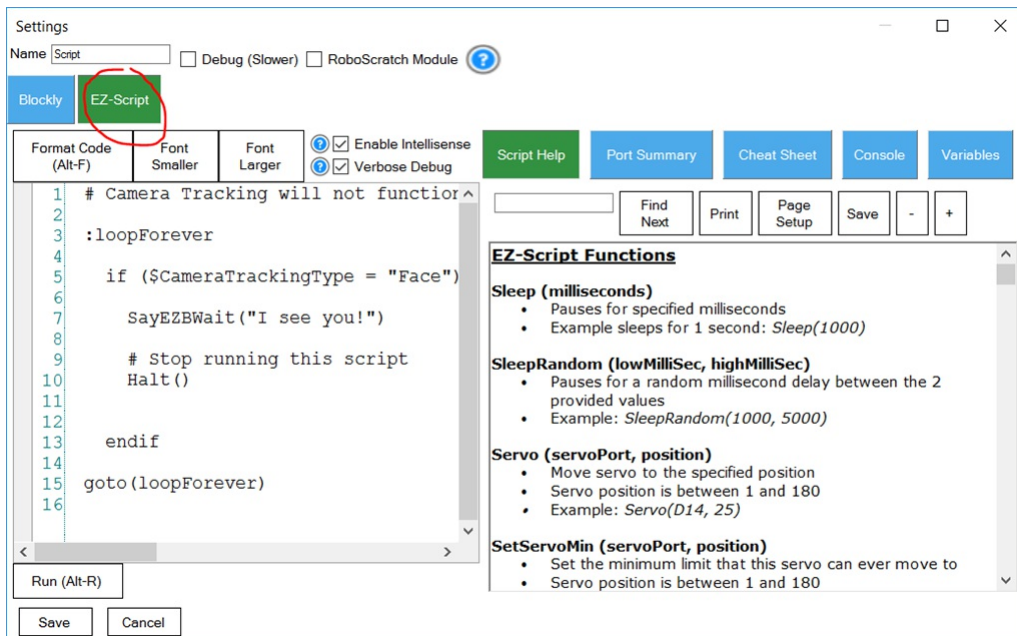 Settings
Name Script Debug (Slower) RoboScratch Module ?
Blockly EZ-Script
Format Code (Alt-F) Font Smaller Font Larger
? Enable Intellisense
? Verbose Debug
1 # Camera Tracking will not function
2
3 :loopForever
4
5 if ($CameraTrackingType = "Face")
6
7 SayEZBWait("I see you!")
8
9 # Stop running this script
10 Halt()
11
12
13 endif
14
15 goto(loopForever)
16
Run (Alt-R)
Save Cancel
Script Help Port Summary Cheat Sheet Console Variables
Find Next Print Page Setup Save - +
EZ-Script Functions
Sleep (milliseconds)
• Pauses for specified milliseconds
• Example sleeps for 1 second: Sleep(1000)
SleepRandom (lowMilliSec, highMilliSec)
• Pauses for a random millisecond delay between the 2
provided values
• Example: SleepRandom(1000, 5000)
Servo (servoPort, position)
• Move servo to the specified position
• Servo position is between 1 and 180
• Example: Servo(D14, 25)
SetServoMin (servoPort, position)
• Set the minimum limit that this servo can ever move to
• Servo position is between 1 and 180